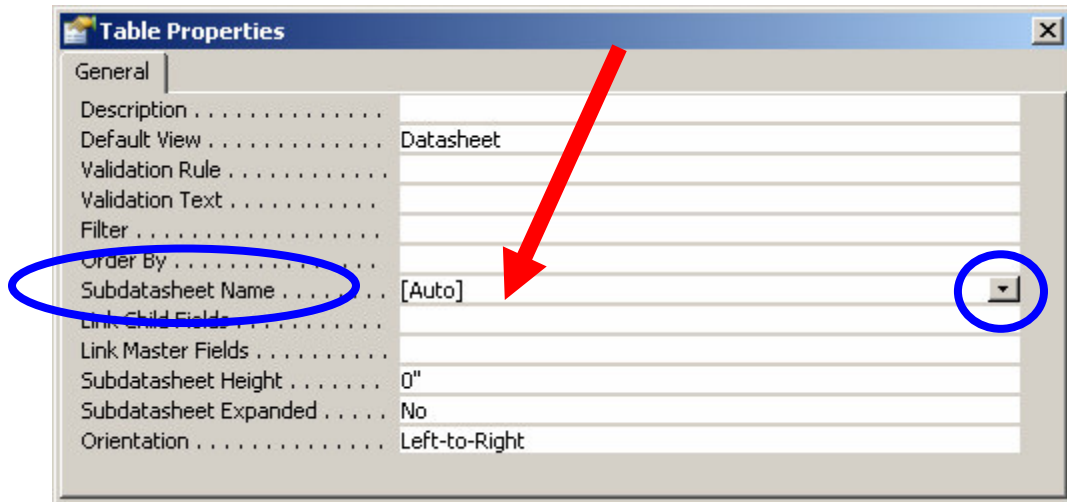 Table Properties
General
Description . . . . . . . . . . . . . .
Default View . . . . . . . . . . . . . Datasheet
Validation Rule . . . . . . . . . . . .
Validation Text . . . . . . . . . . .
Filter . . . . . . . . . . . . . . . . . .
Order By . . . . . . . . . . . . . . .
Subdatasheet Name . . . . . . . . [Auto]
Link Child Fields . . . . . . . . . . .
Link Master Fields . . . . . . . . . .
Subdatasheet Height . . . . . . . 0"
Subdatasheet Expanded . . . . . No
Orientation . . . . . . . . . . . . . . Left-to-Right